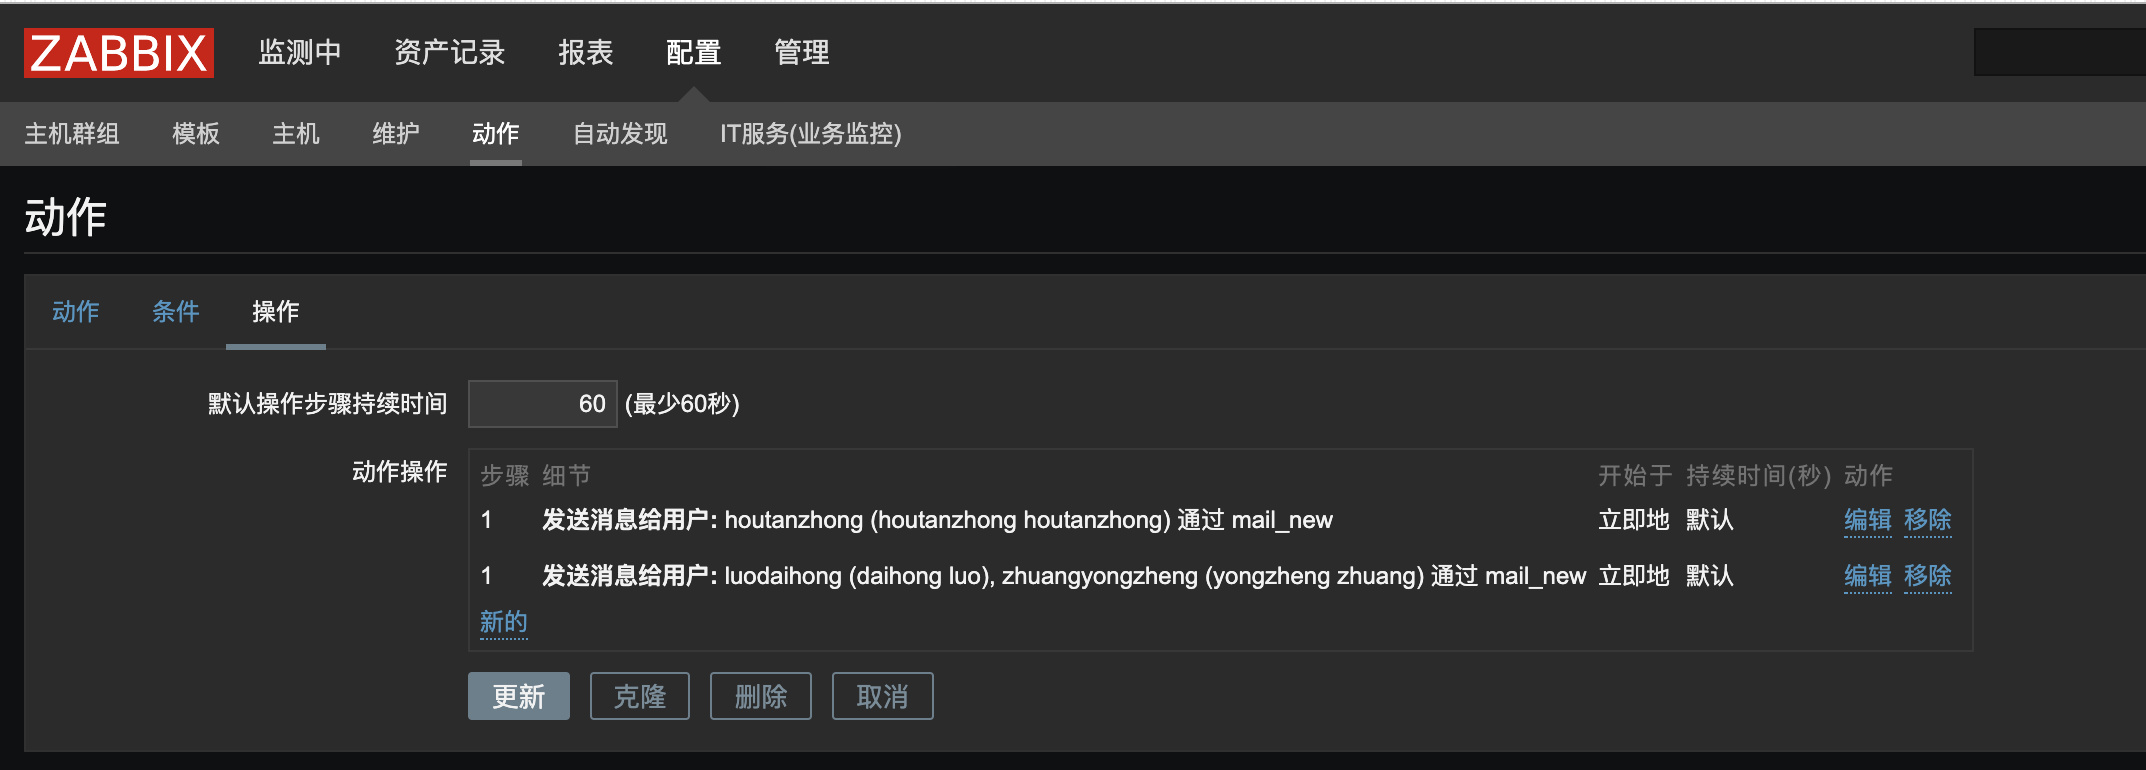 ZABBIX 监测中 资产记录 报表 配置 管理
主机群组 模板 主机 维护 动作 自动发现 IT服务(业务监控)
动作
动作 条件 操作
默认操作步骤持续时间 60 (最少60秒)
动作操作 步骤 细节 开始于 持续时间(秒) 动作
1 发送消息给用户: houtanzhong (houtanzhong houtanzhong) 通过 mail_new 立即地 默认 编辑 移除
1 发送消息给用户: luodaihong (daihong luo), zhuangyongzheng (yongzheng zhuang) 通过 mail_new 立即地 默认 编辑 移除
新的
更新 克隆 删除 取消